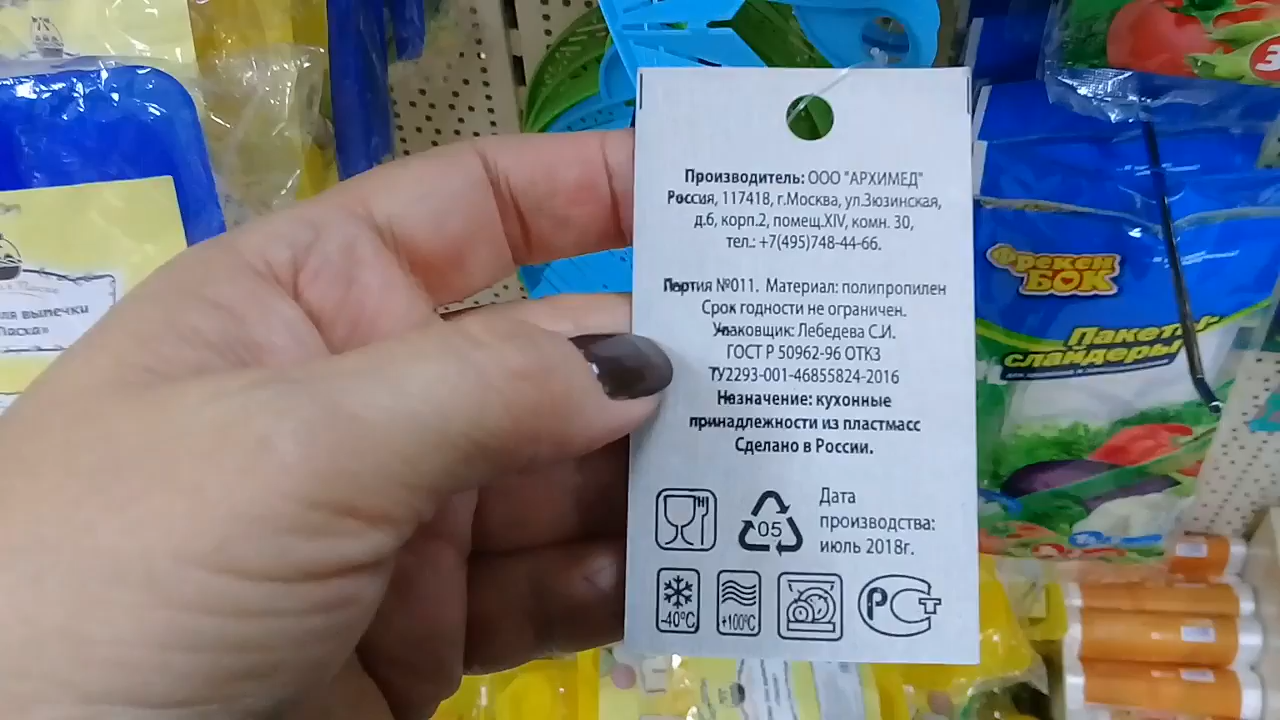 Производитель: ООО "АРХИМЕД"
Россия, 117418, г.Москва, ул.Зюзинская,
д.6, корп.2, помещ.XIV, комн. 30,
тел.: +7(495)748-44-66.
Партия №011. Материал: полипропилен
Срок годности не ограничен.
Упаковщик: Лебедева С.И.
ГОСТ Р 50962-96 ОТК3
ТУ2293-001-46855824-2016
Назначение: кухонные
принадлежности из пластмасс
Сделано в России.
05
Дата
производства:
июль 2018г.
-40°C
+100°C
РСТ
Фрекен
БОК
Пакеты-
слайдеры
ля выпечки
Пасха»
3